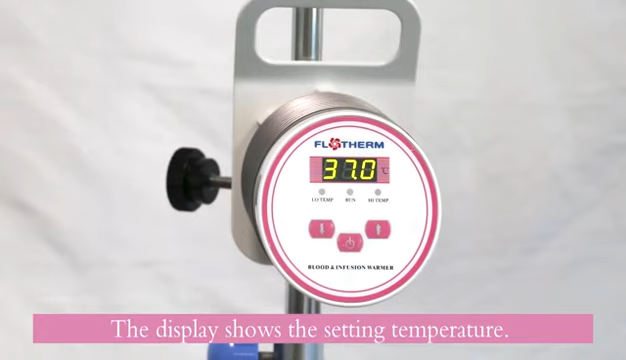 FLOTHERM
37.0 °C
LO TEMP RUN HI TEMP
BLOOD & INFUSION WARMER
The display shows the setting temperature.